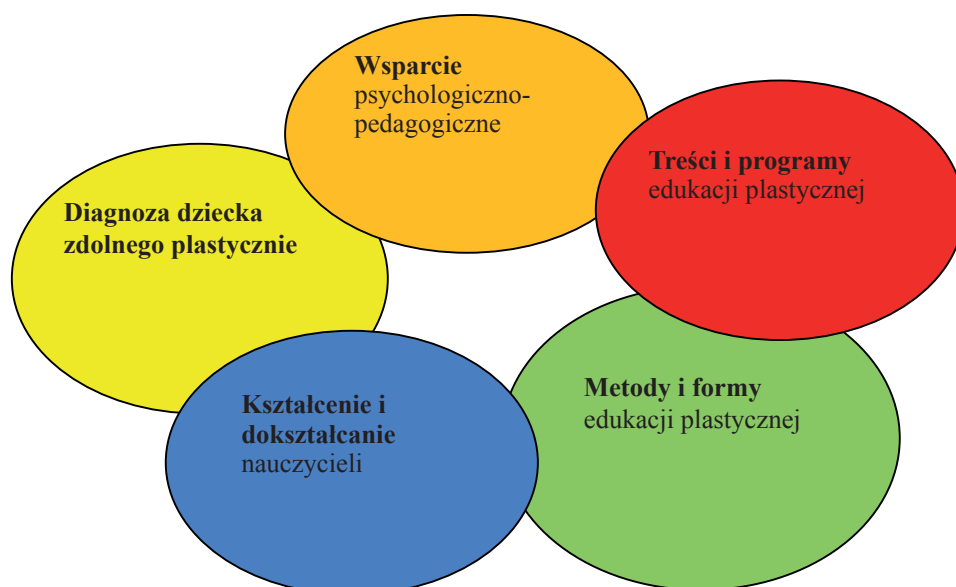 Wsparcie
psychologiczno-
pedagogiczne
Treści i programy
edukacji plastycznej
Diagnoza dziecka
zdolnego plastycznie
Metody i formy
edukacji plastycznej
Kształcenie i
dokształcanie
nauczycieli